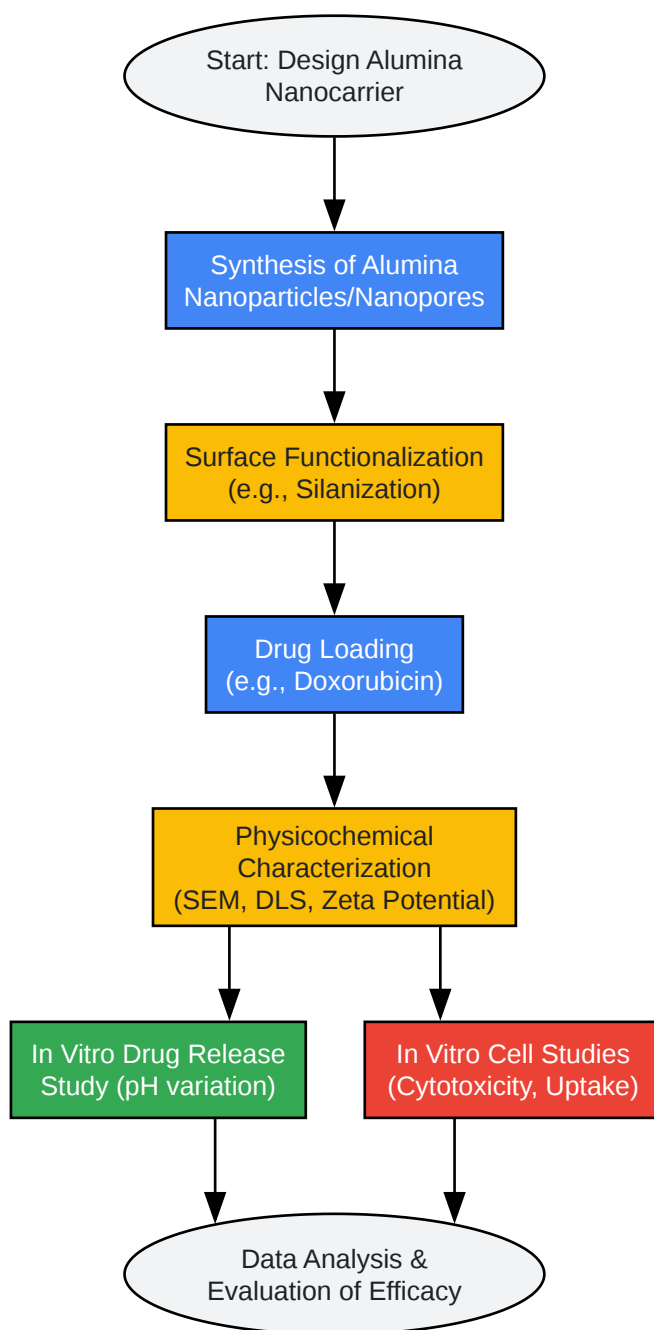 Start: Design Alumina
Nanocarrier
Synthesis of Alumina
Nanoparticles/Nanopores
Surface Functionalization
(e.g., Silanization)
Drug Loading
(e.g., Doxorubicin)
Physicochemical
Characterization
(SEM, DLS, Zeta Potential)
In Vitro Drug Release
Study (pH variation)
In Vitro Cell Studies
(Cytotoxicity, Uptake)
Data Analysis &
Evaluation of Efficacy